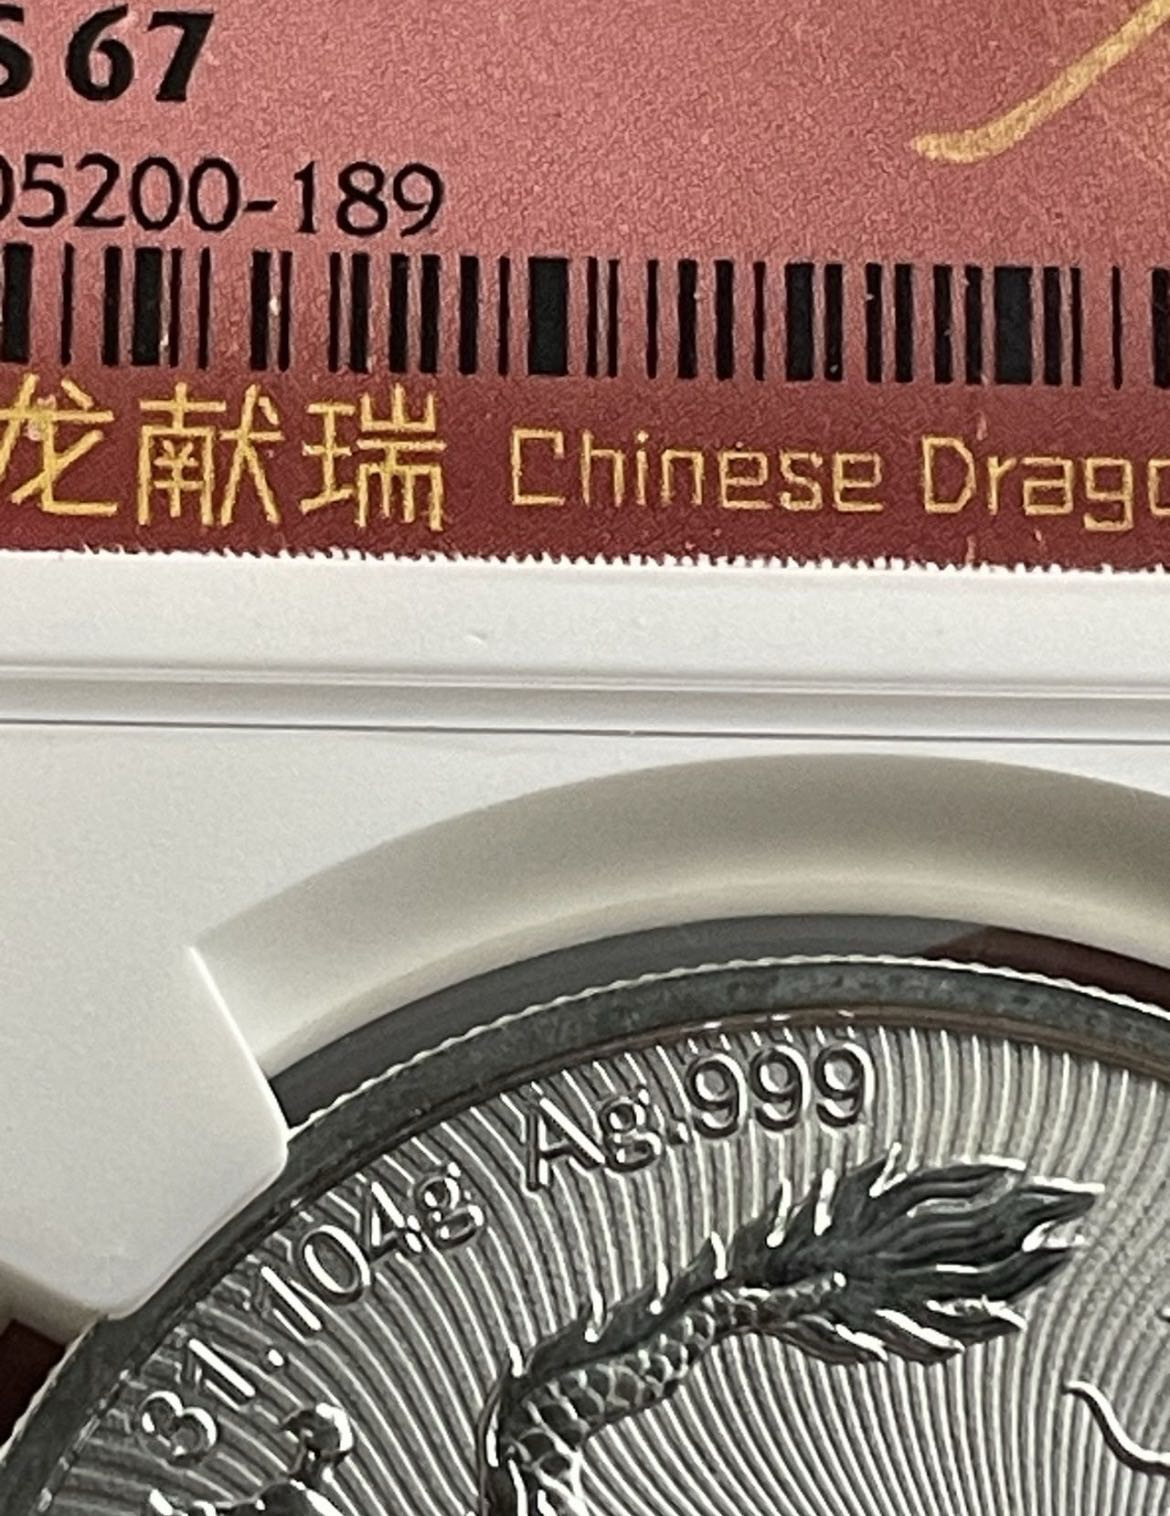 S 67
05200-189
龙献瑞 Chinese Drago
31.104g Ag.999